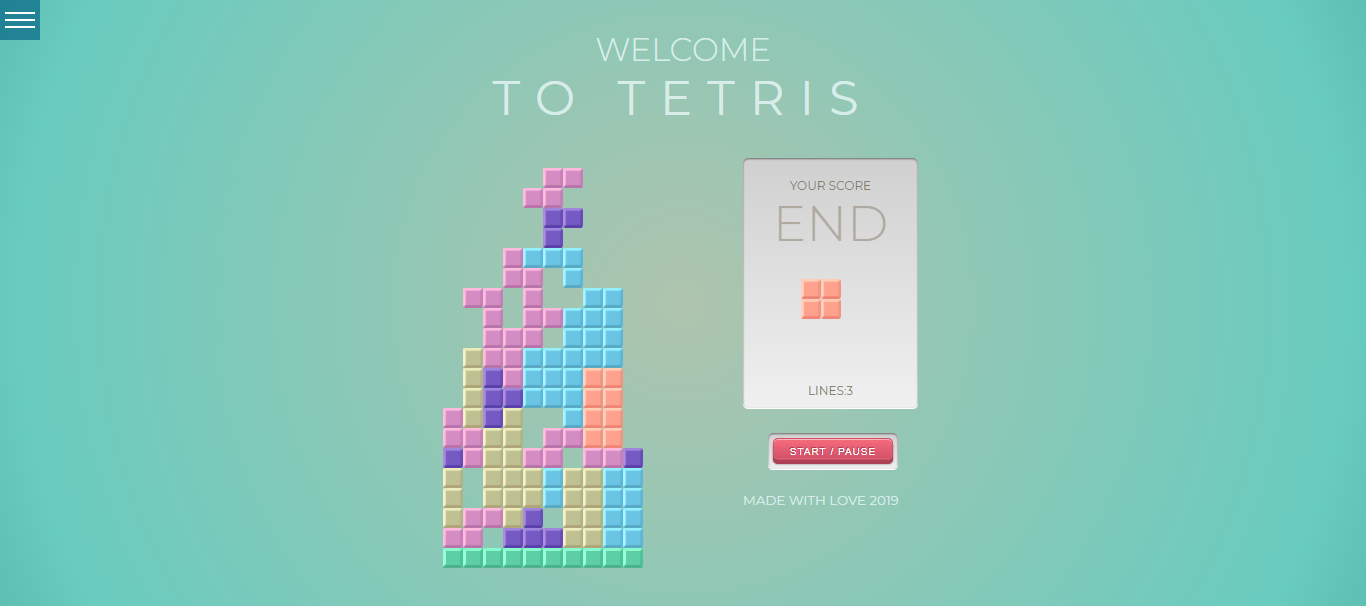 WELCOME
TO TETRIS
YOUR SCORE
END
LINES:3
START / PAUSE
MADE WITH LOVE 2019